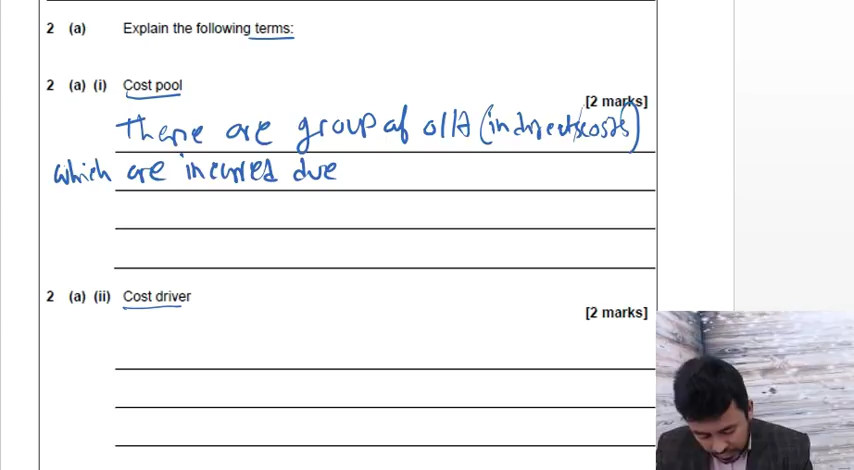 2 (a) Explain the following terms:
2 (a) (i) Cost pool
[2 marks]
There are group of O/H (indirect costs)
which are incurred due
2 (a) (ii) Cost driver
[2 marks]